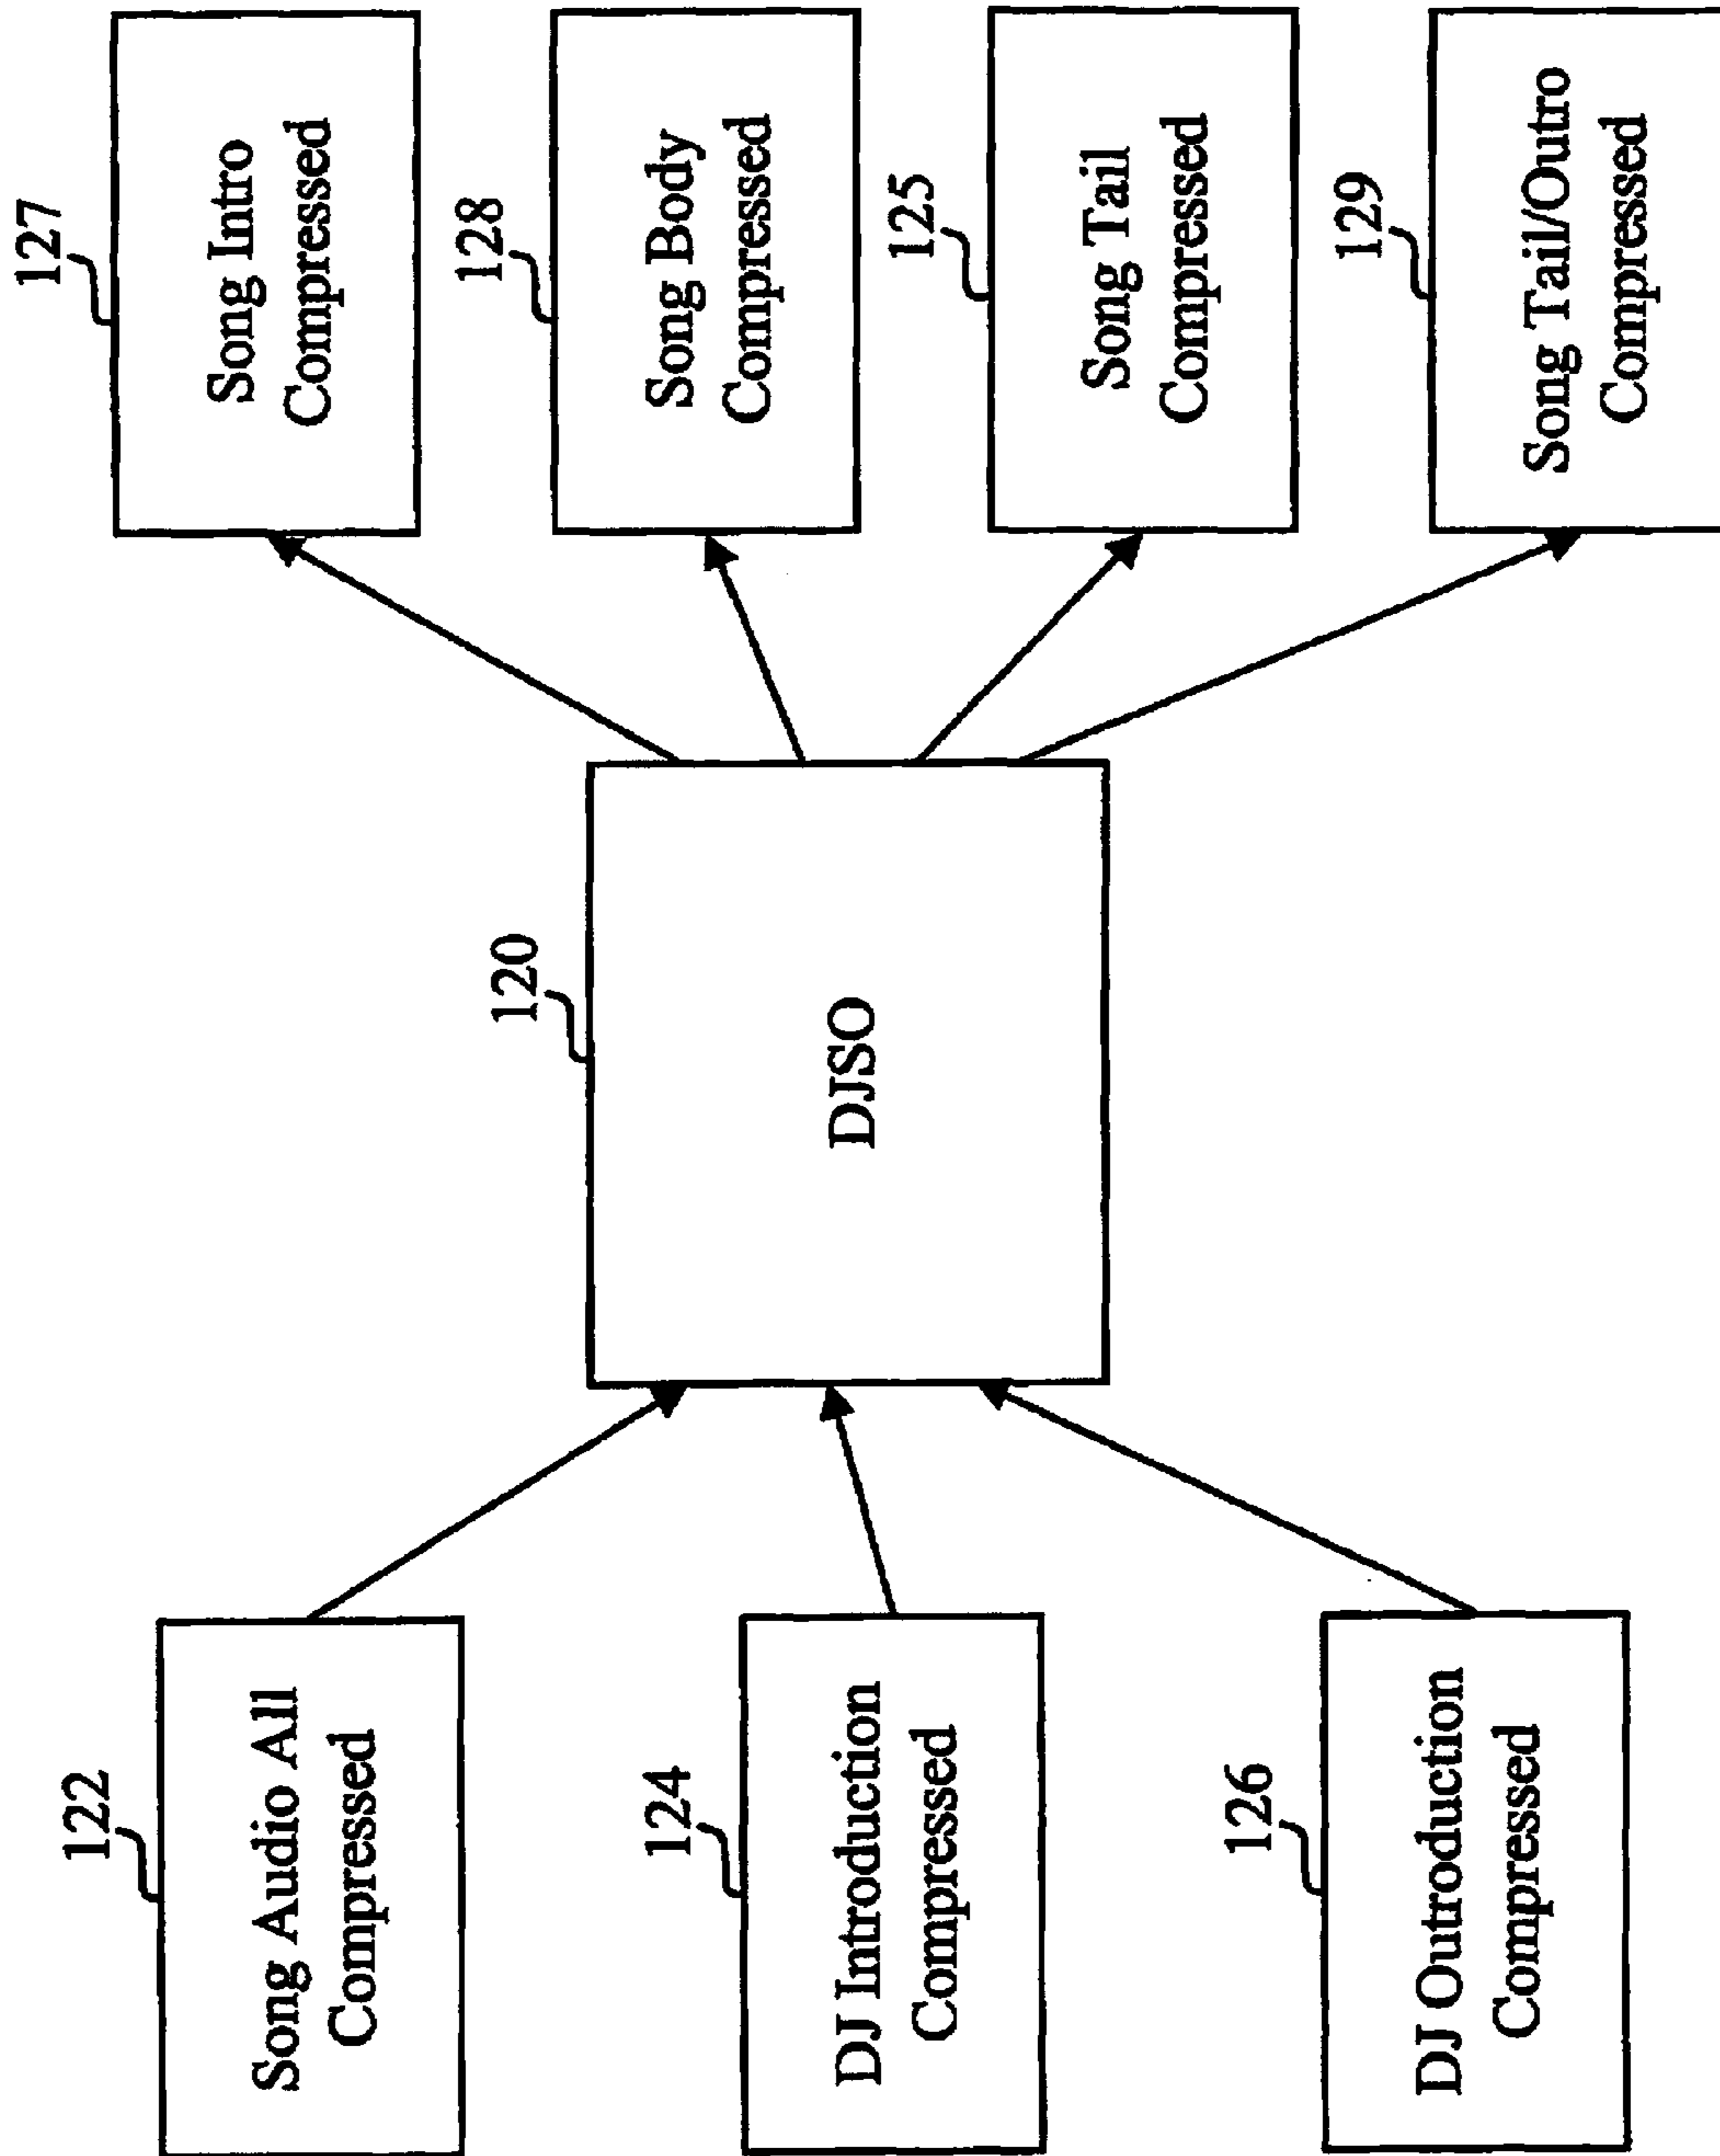 122
Song Audio All
Compressed
124
DJ Introduction
Compressed
126
DJ Outroduction
Compressed
120
DJSO
127
Song Intro
Compressed
128
Song Body
Compressed
125
Song Tail
Compressed
129
Song Tail/Outro
Compressed